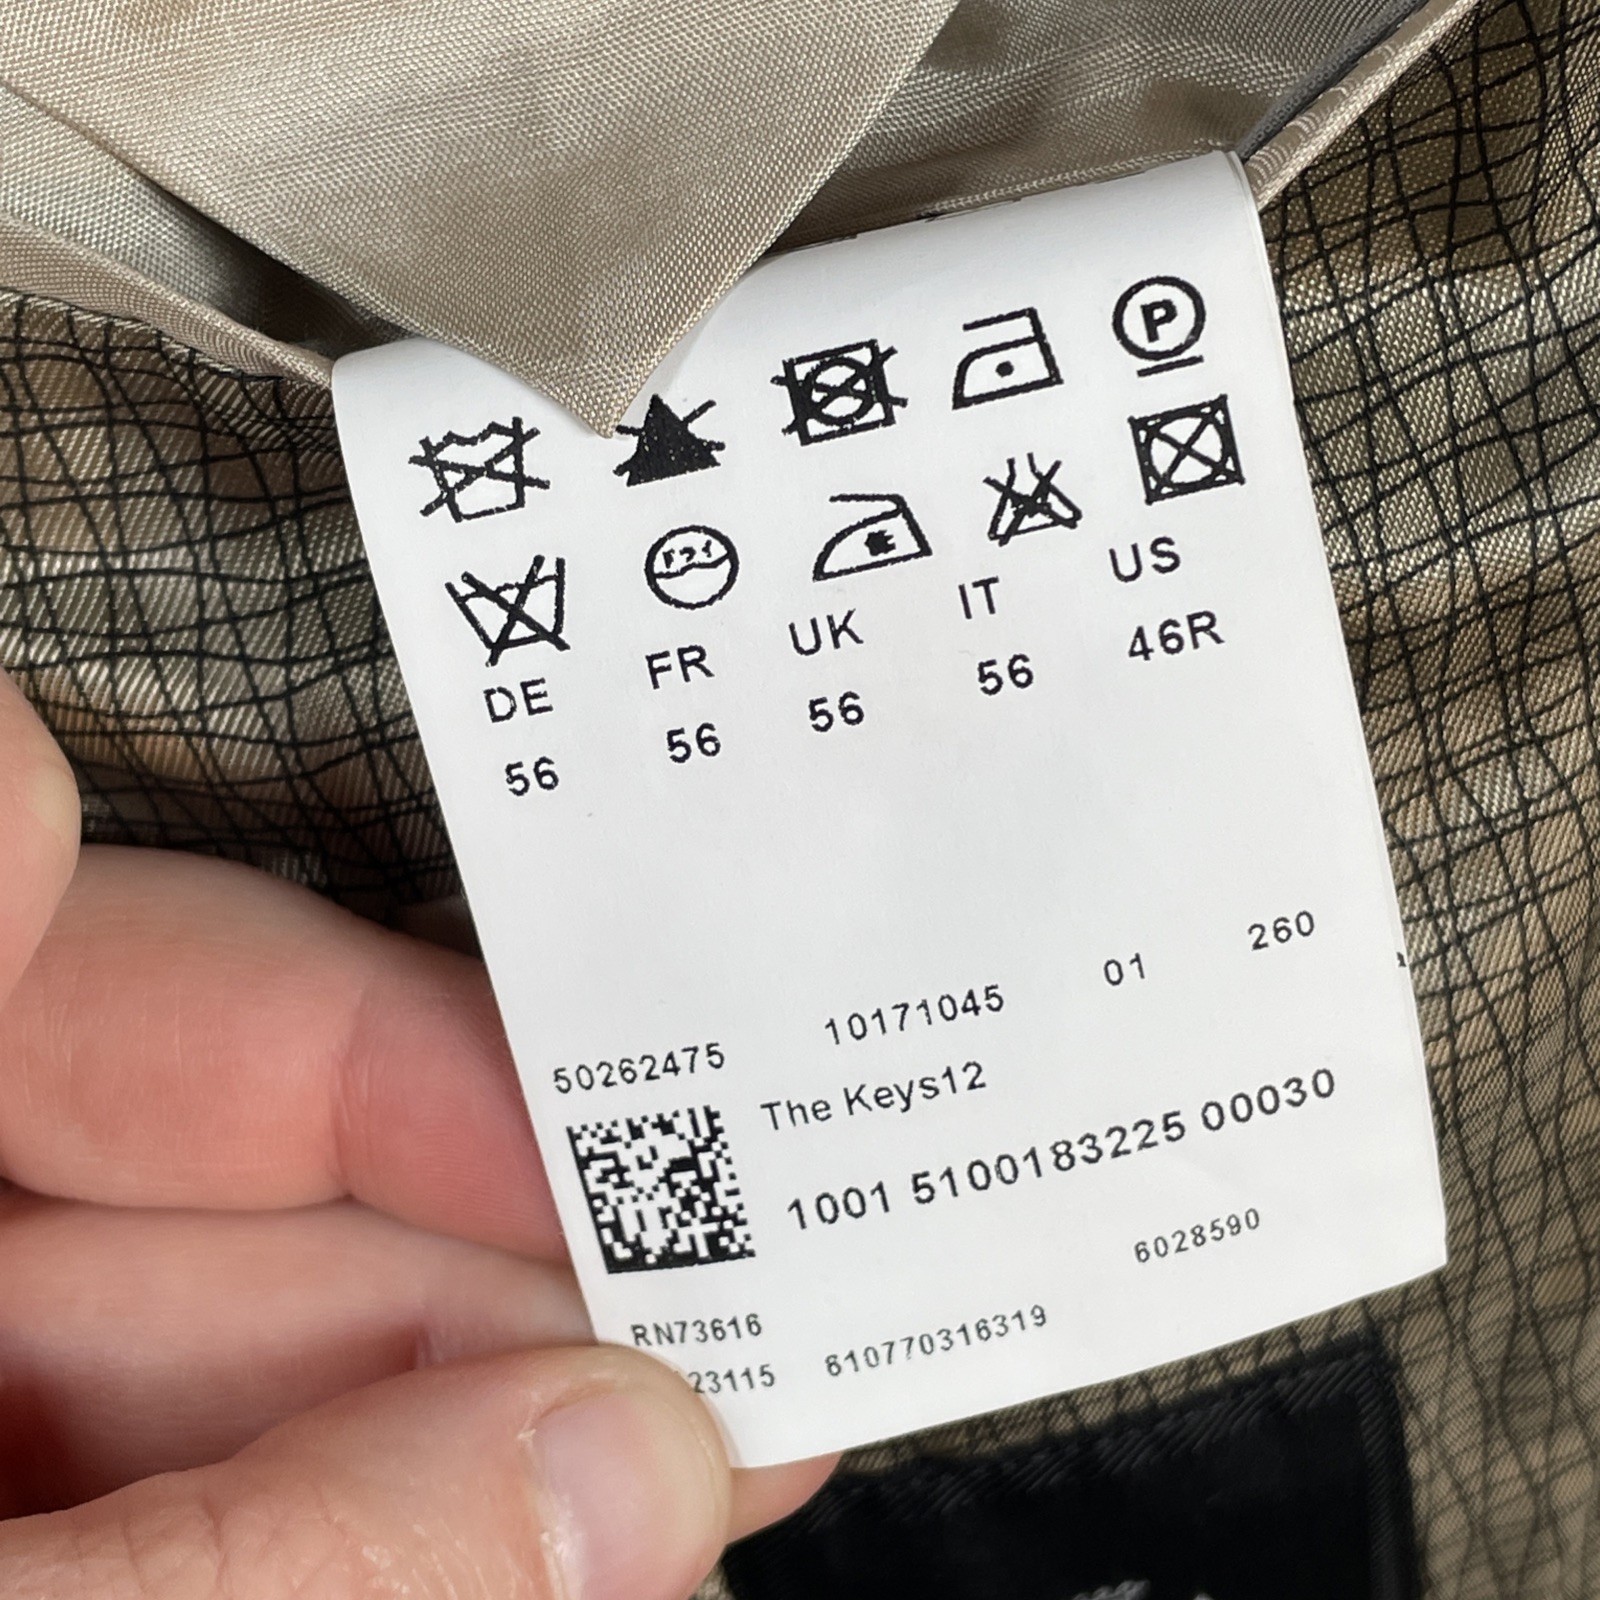 P
DE FR UK IT US
56 56 56 56 46R
50262475 10171045 01 260
The Keys12
1001 5100183225 00030
6028590
RN73616
23115 610770316319